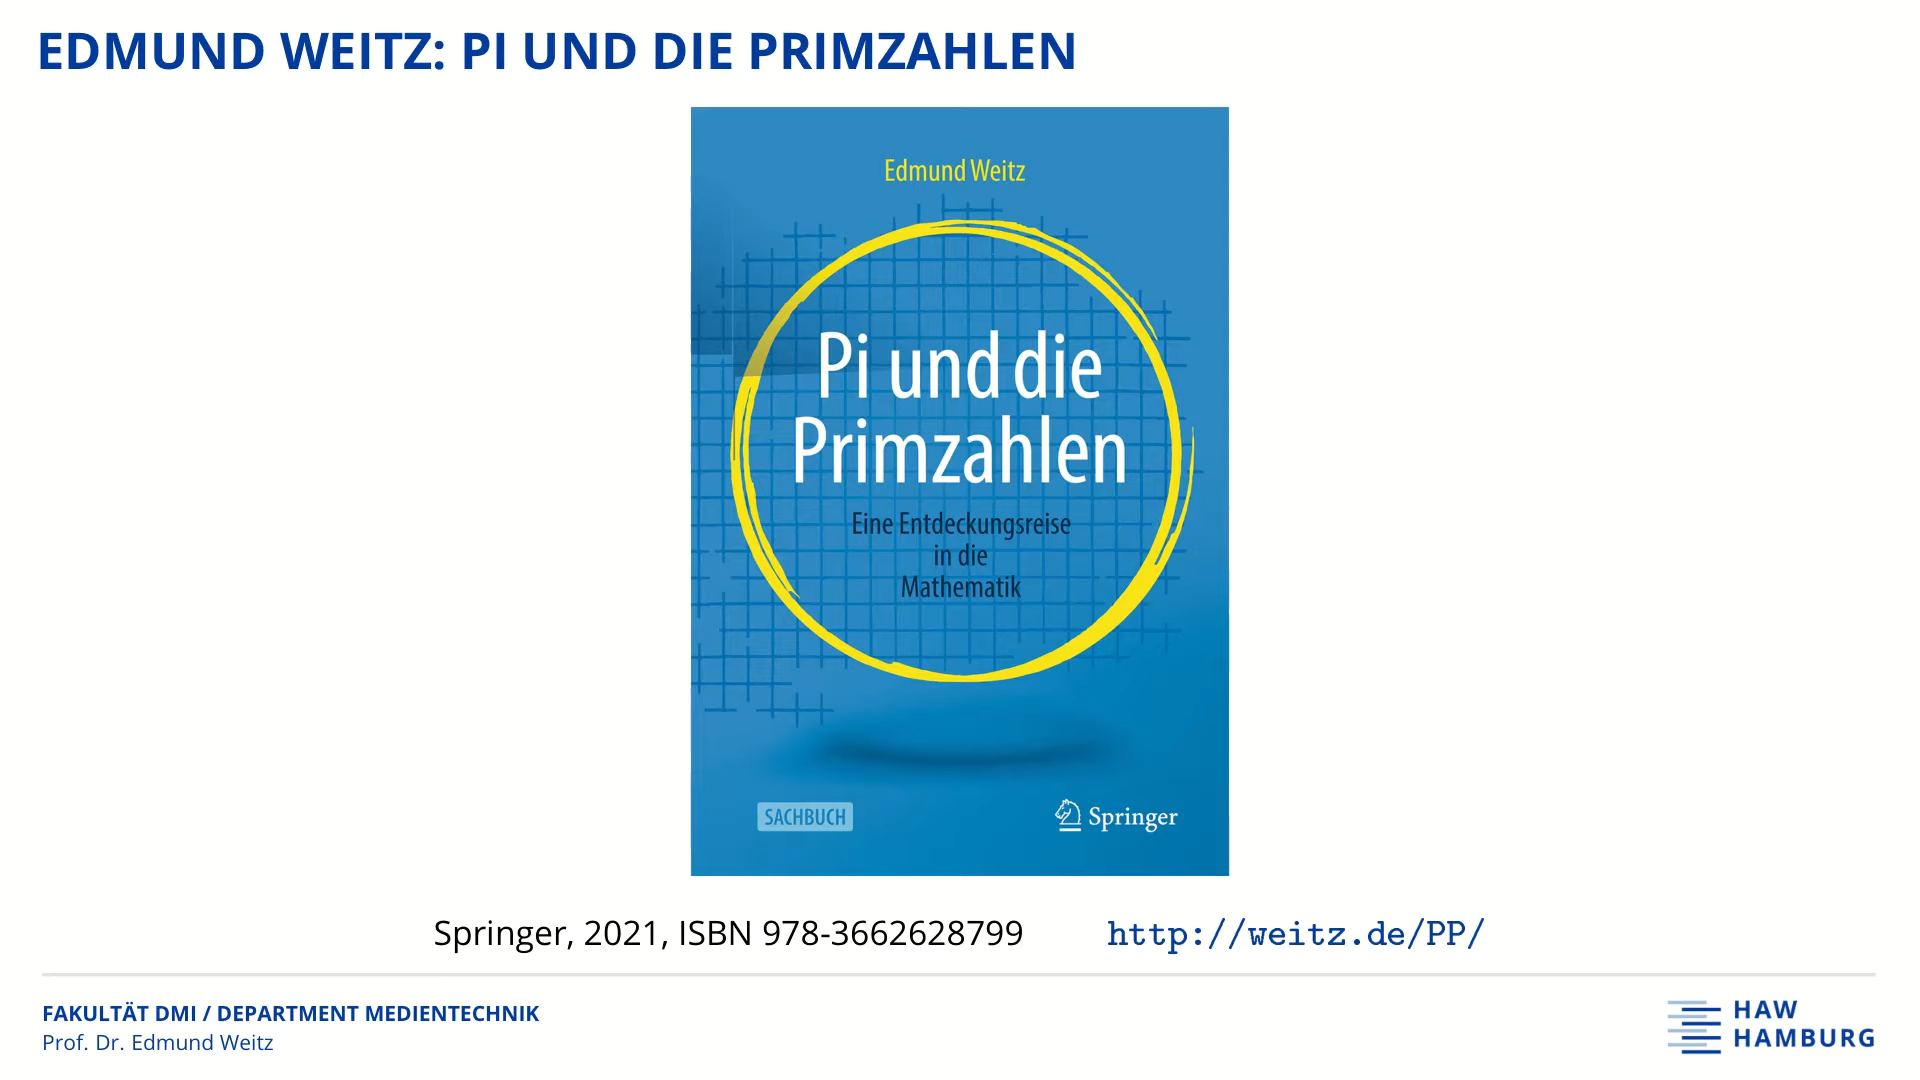 EDMUND WEITZ: PI UND DIE PRIMZAHLEN
Edmund Weitz
Pi und die
Primzahlen
Eine Entdeckungsreise
in die
Mathematik
SACHBUCH
Springer
Springer, 2021, ISBN 978-3662628799 http://weitz.de/PP/
FAKULTÄT DMI / DEPARTMENT MEDIENTECHNIK
Prof. Dr. Edmund Weitz
HAW
HAMBURG